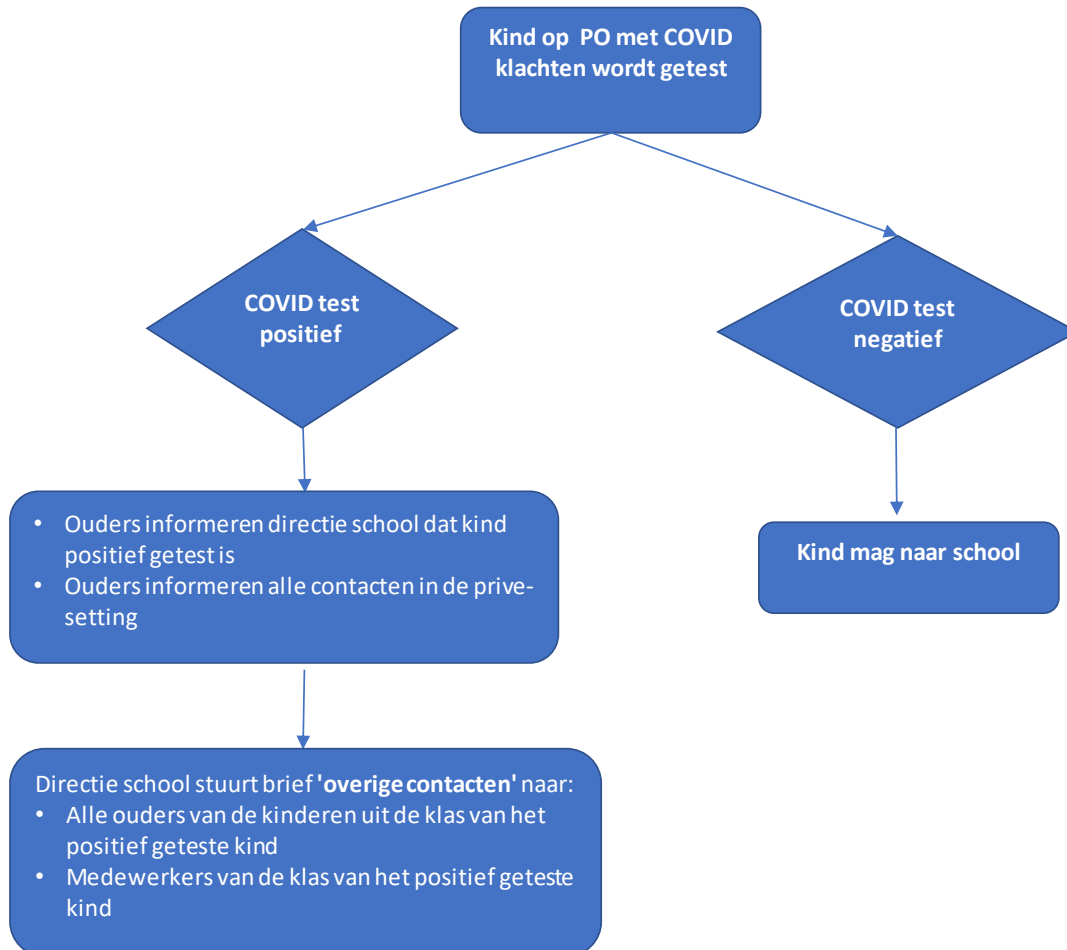 Kind op PO met COVID
klachten wordt getest
COVID test
positief
COVID test
negatief
• Ouders informeren directie school dat kind
positief getest is
• Ouders informeren alle contacten in de prive-
setting
Kind mag naar school
Directie school stuurt brief 'overige contacten' naar:
• Alle ouders van de kinderen uit de klas van het
positief geteste kind
• Medewerkers van de klas van het positief geteste
kind